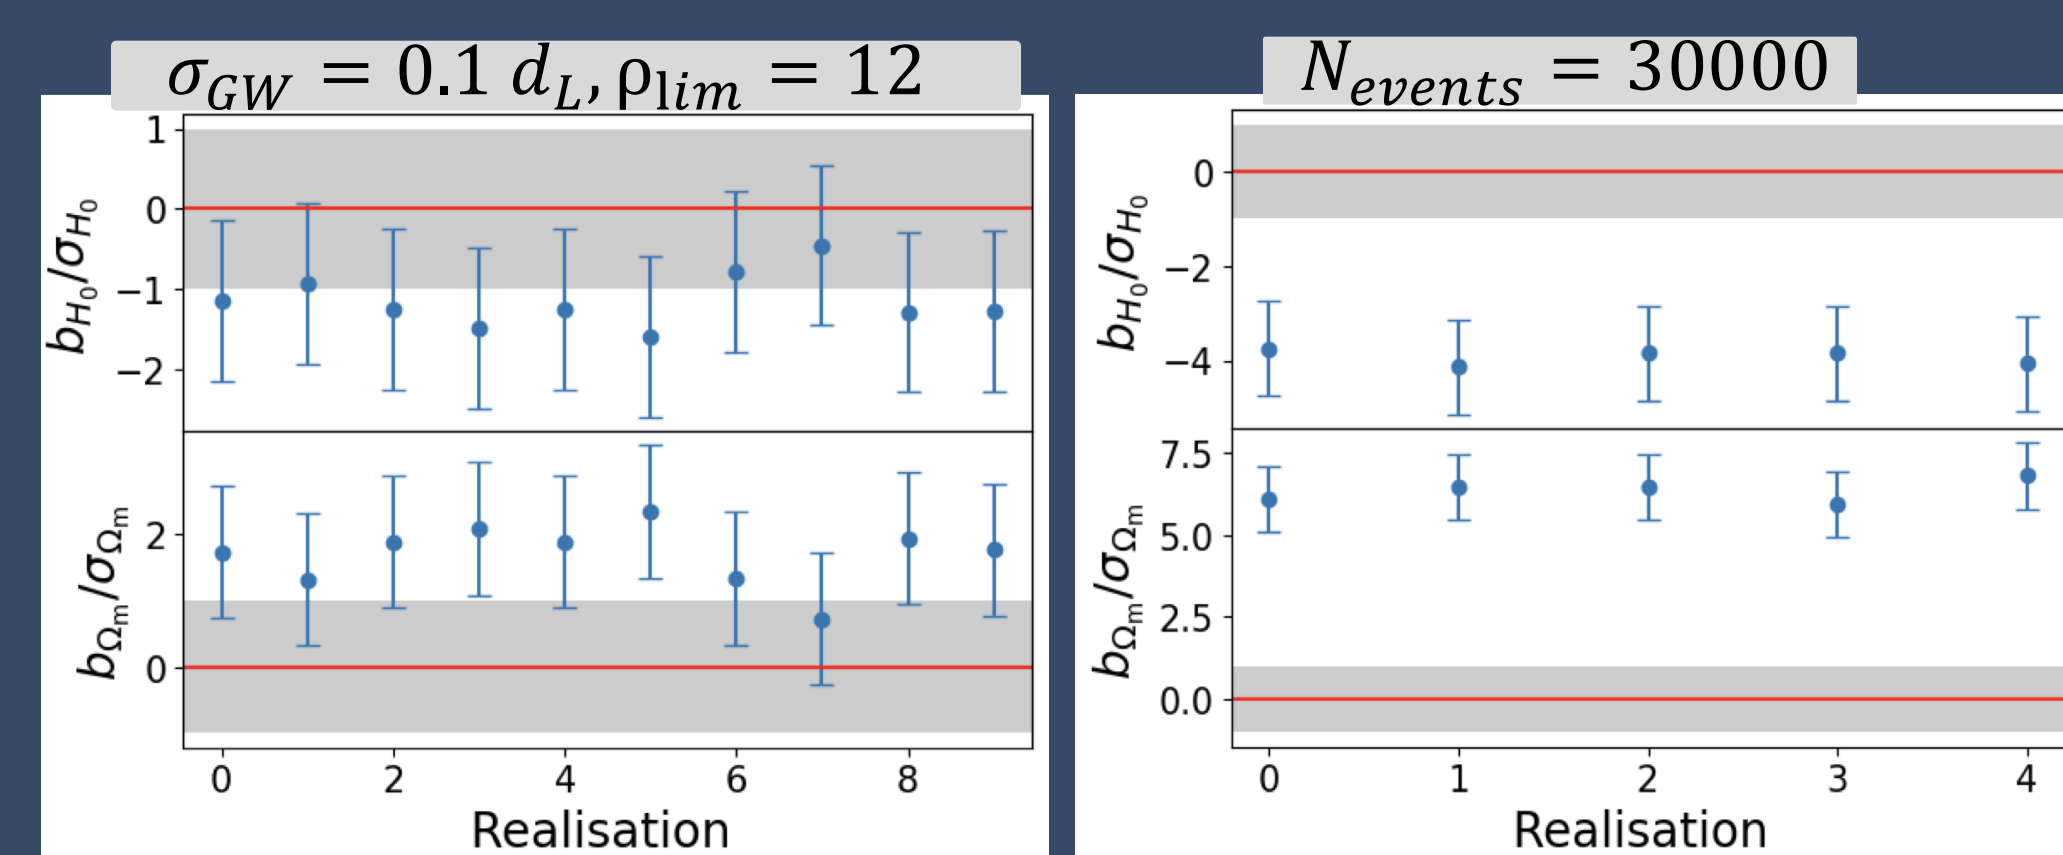 σ_GW = 0.1 d_L, ρ_lim = 12
1
0
−1
−2
b_H₀/σ_H₀
2
0
b_Ωm/σ_Ωm
0 2 4 6 8
Realisation
N_events = 30000
0
−2
−4
b_H₀/σ_H₀
7.5
5.0
2.5
0.0
b_Ωm/σ_Ωm
0 1 2 3 4
Realisation